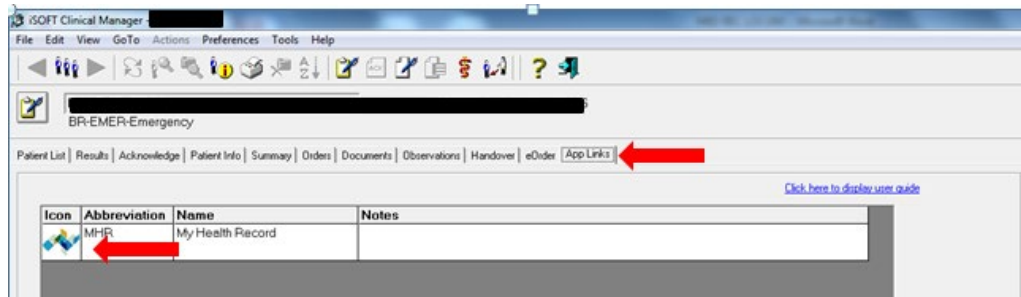 iSOFT Clinical Manager -
File Edit View GoTo Actions Preferences Tools Help
BR-EMER-Emergency
Patient List Results Acknowledge Patient Info Summary Orders Documents Observations Handover eOrder App Links
Click here to display user guide
Icon Abbreviation Name Notes
MHR My Health Record